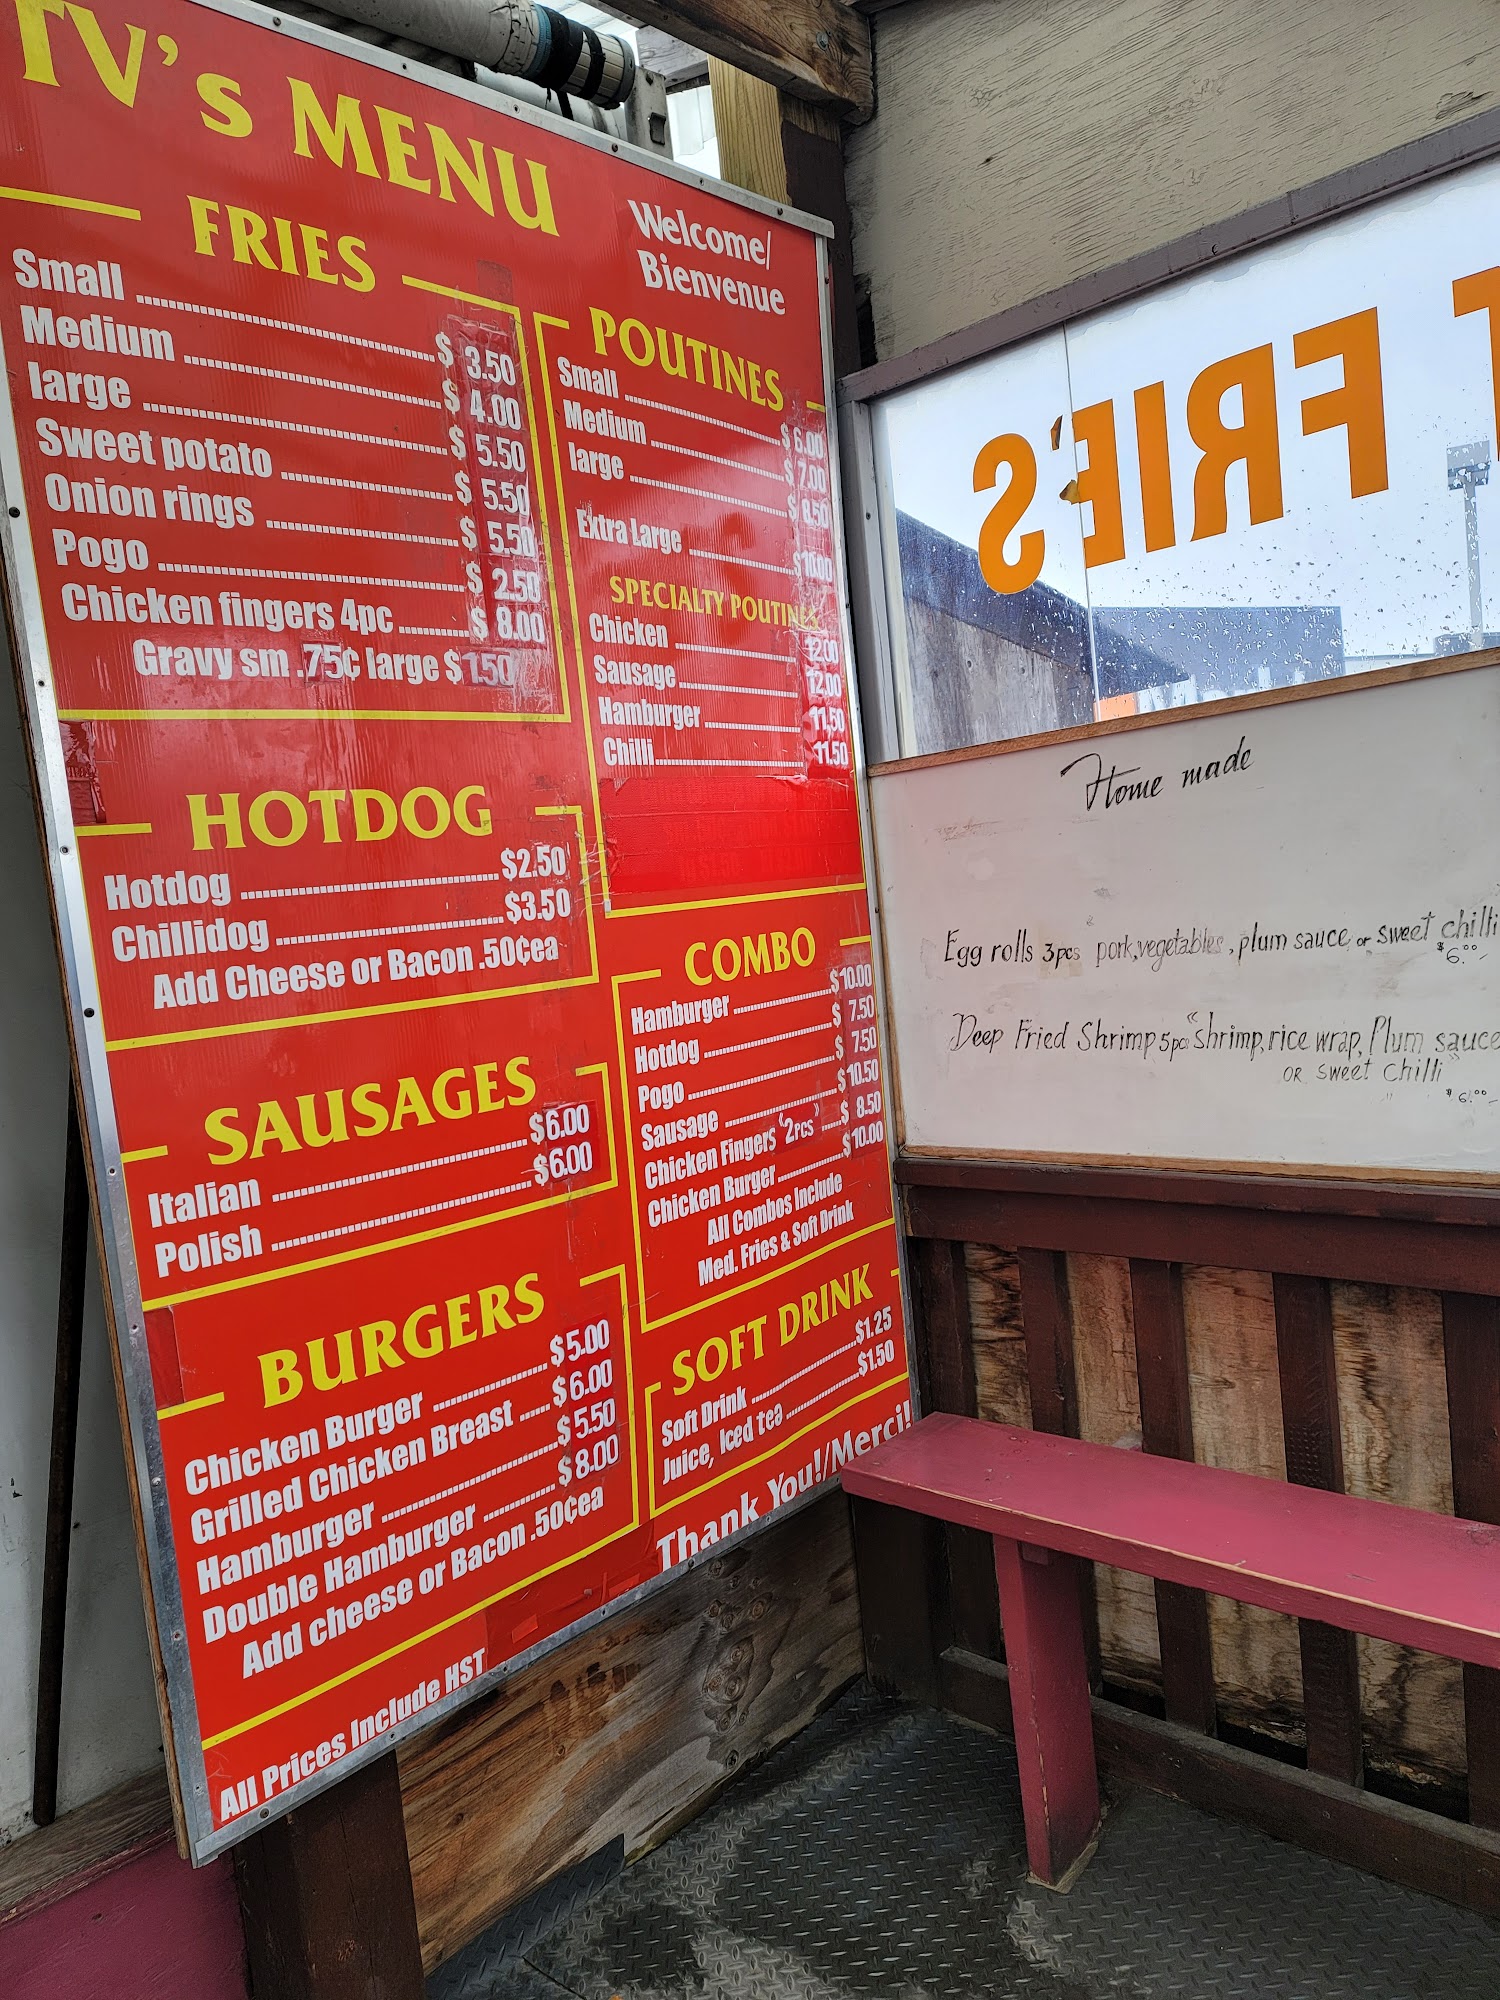 TV's MENU
Welcome/
Bienvenue
FRIES
Small ........ $ 3.50
Medium ........ $ 4.00
large ........ $ 5.50
Sweet potato ........ $ 5.50
Onion rings ........ $ 5.50
Pogo ........ $ 2.50
Chicken fingers 4pc ........ $ 8.00
Gravy sm .75¢ large $1.50
HOTDOG
Hotdog ........ $2.50
Chillidog ........ $3.50
Add Cheese or Bacon .50¢ea
SAUSAGES
Italian ........ $6.00
Polish ........ $6.00
BURGERS
Chicken Burger ........ $5.00
Grilled Chicken Breast ...... $6.00
Hamburger ........ $5.50
Double Hamburger ........ $8.00
Add cheese or Bacon .50¢ea
All Prices Include HST
POUTINES
Small ........ $6.00
Medium ........ $7.00
large ........ $8.50
Extra Large ........ $10.00
SPECIALTY POUTINES
Chicken ........ 12.00
Sausage ........ 12.00
Hamburger ........ 11.50
Chilli ........ 11.50
COMBO
Hamburger ........ $10.00
Hotdog ........ $ 7.50
Pogo ........ $ 7.50
Sausage ........ $10.50
Chicken Fingers "2pcs" ..... $ 8.50
Chicken Burger ........ $10.00
All Combos Include
Med. Fries & Soft Drink
SOFT DRINK
Soft Drink ........ $1.25
Juice, Iced tea ........ $1.50
Thank You!/Merci!
FRIE'S
Home made
Egg rolls 3pcs "pork,vegetables, plum sauce or sweet chilli
$6.00-
Deep Fried Shrimp 5pcs "shrimp, rice wrap, Plum sauce
OR sweet chilli"
$6.00-